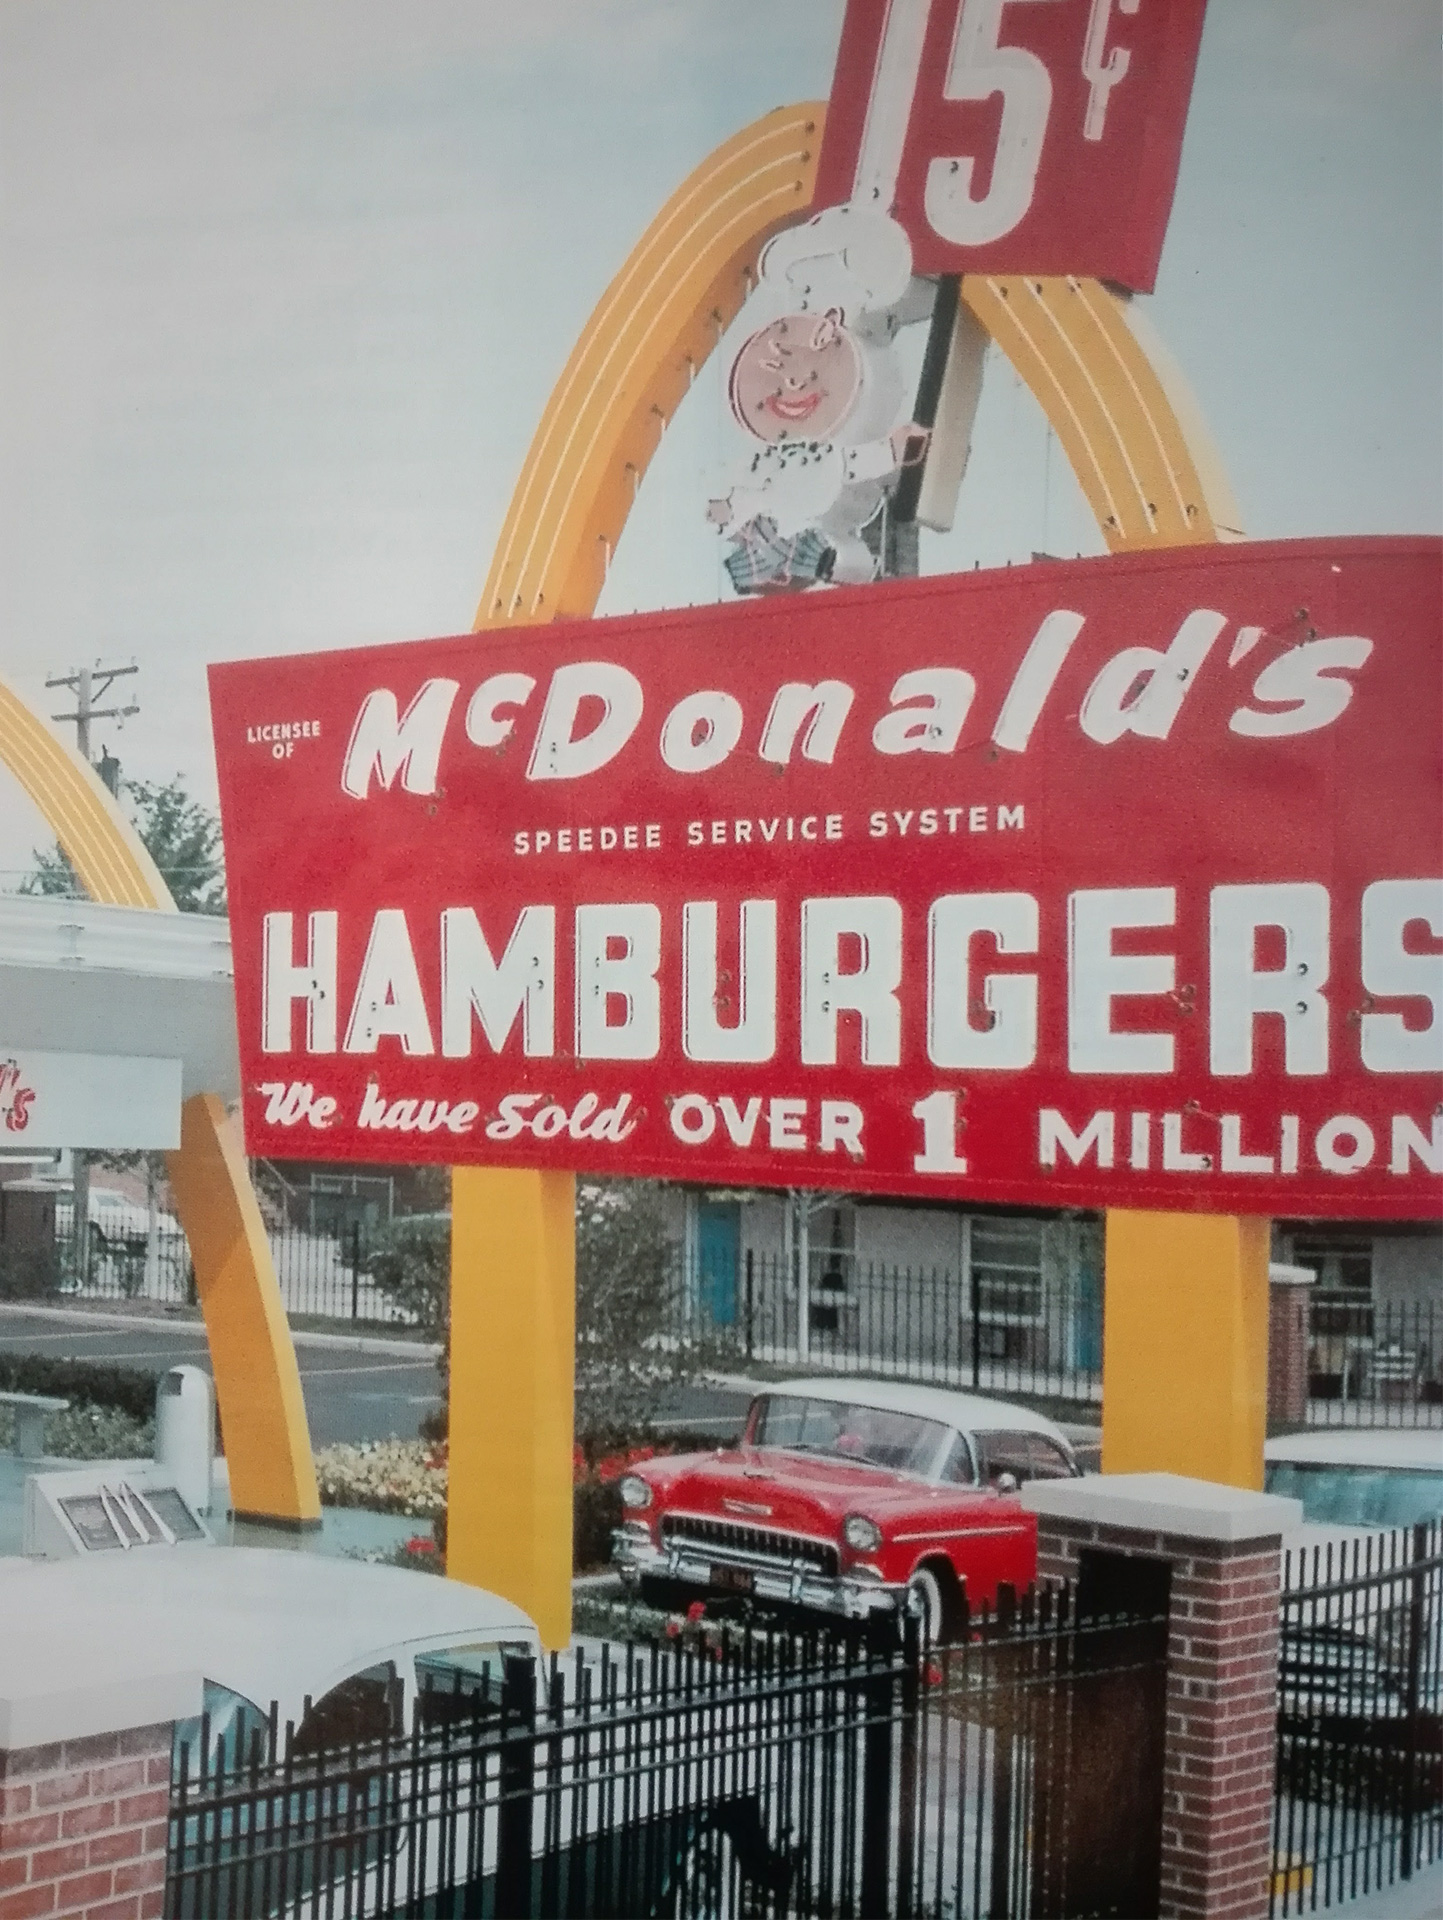 15¢
LICENSEE
OF
McDonald's
SPEEDEE SERVICE SYSTEM
HAMBURGERS
We have Sold OVER 1 MILLION
's